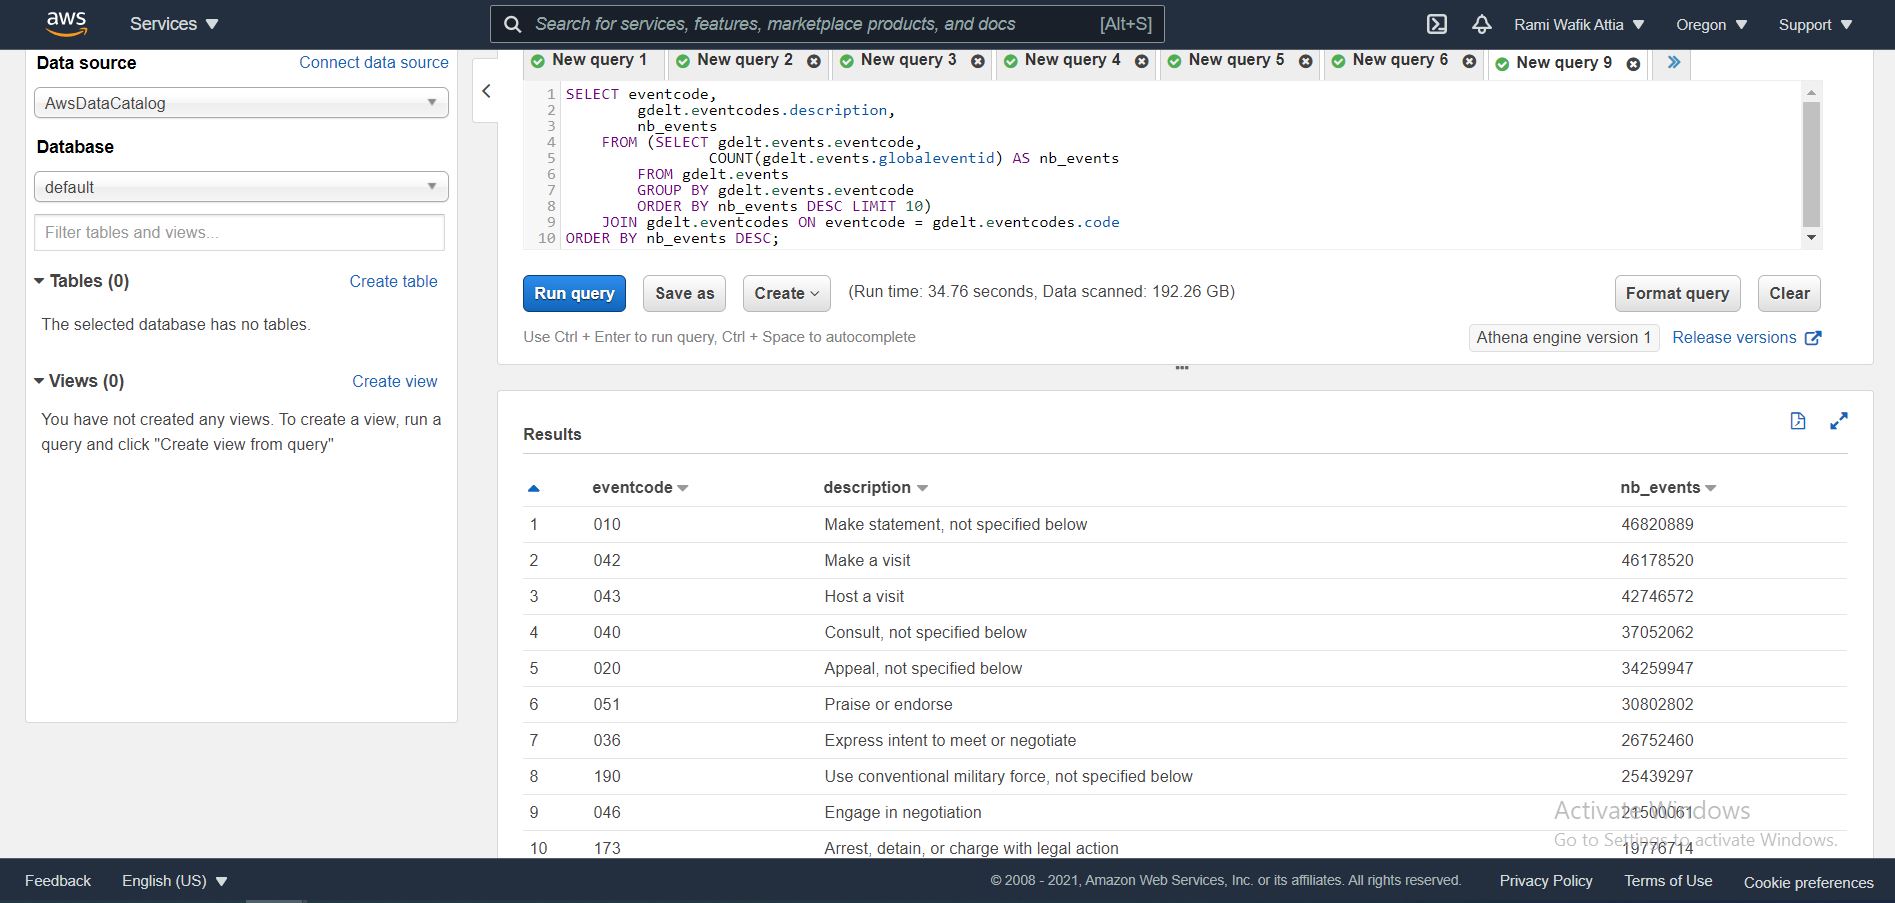 aws
Services
Search for services, features, marketplace products, and docs [Alt+S]
Rami Wafik Attia Oregon Support
Data source Connect data source
AwsDataCatalog
Database
default
Filter tables and views...
Tables (0) Create table
The selected database has no tables.
Views (0) Create view
You have not created any views. To create a view, run a
query and click "Create view from query"
New query 1 New query 2 New query 3 New query 4 New query 5 New query 6 New query 9 »
1 SELECT eventcode,
2 gdelt.eventcodes.description,
3 nb_events
4 FROM (SELECT gdelt.events.eventcode,
5 COUNT(gdelt.events.globaleventid) AS nb_events
6 FROM gdelt.events
7 GROUP BY gdelt.events.eventcode
8 ORDER BY nb_events DESC LIMIT 10)
9 JOIN gdelt.eventcodes ON eventcode = gdelt.eventcodes.code
10 ORDER BY nb_events DESC;
Run query Save as Create (Run time: 34.76 seconds, Data scanned: 192.26 GB) Format query Clear
Use Ctrl + Enter to run query, Ctrl + Space to autocomplete Athena engine version 1 Release versions
Results
eventcode description nb_events
1 010 Make statement, not specified below 46820889
2 042 Make a visit 46178520
3 043 Host a visit 42746572
4 040 Consult, not specified below 37052062
5 020 Appeal, not specified below 34259947
6 051 Praise or endorse 30802802
7 036 Express intent to meet or negotiate 26752460
8 190 Use conventional military force, not specified below 25439297
9 046 Engage in negotiation 21500061
10 173 Arrest, detain, or charge with legal action 19776714
Activate Windows
Go to Settings to activate Windows.
Feedback English (US) © 2008 - 2021, Amazon Web Services, Inc. or its affiliates. All rights reserved. Privacy Policy Terms of Use Cookie preferences